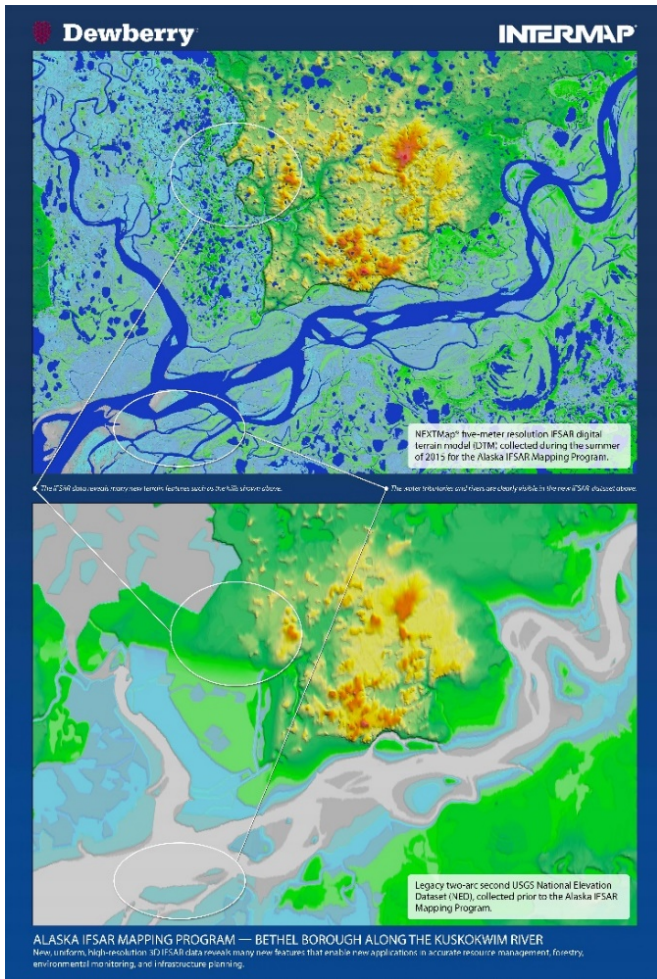 Dewberry
INTERMAP
NEXTMap® five-meter resolution IFSAR digital
terrain model (DTM) collected during the summer
of 2015 for the Alaska IFSAR Mapping Program.
The IFSAR data reveals many new terrain features such as the hills shown above.
The water tributaries and rivers are clearly visible in the new IFSAR dataset above.
Legacy two-arc second USGS National Elevation
Dataset (NED), collected prior to the Alaska IFSAR
Mapping Program.
ALASKA IFSAR MAPPING PROGRAM — BETHEL BOROUGH ALONG THE KUSKOKWIM RIVER
New, uniform, high-resolution 3D IFSAR data reveals many new features that enable new applications in accurate resource management, forestry,
environmental monitoring, and infrastructure planning.